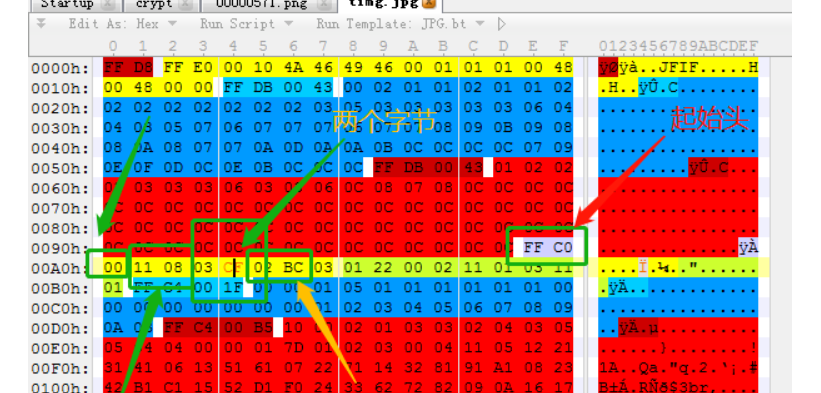 Startup crypt 00000571.png timg.jpg
Edit As: Hex Run Script Run Template: JPG.bt
0 1 2 3 4 5 6 7 8 9 A B C D E F 0123456789ABCDEF
0000h: FF D8 FF E0 00 10 4A 46 49 46 00 01 01 01 00 48 ÿØÿà..JFIF.....H
0010h: 00 48 00 00 FF DB 00 43 00 02 01 01 02 01 01 02 .H..ÿÛ.C........
0020h: 02 02 02 02 02 02 02 03 05 03 03 03 03 03 06 04 ................
两个字节
起始头
0030h: 04 03 05 07 06 07 07 07 07 07 08 09 0B 09 08
0040h: 08 0A 08 07 07 0A 0D 0A 0A 0B 0C 0C 0C 0C 07 09 ................
0050h: 0E 0F 0D 0C 0E 0B 0C 0C 0C FF DB 00 43 01 02 02 .........ÿÛ.C...
0060h: 03 03 03 06 03 06 0C 08 07 08 0C 0C 0C 0C ................
0070h: 0C 0C 0C 0C 0C 0C 0C 0C 0C 0C 0C 0C 0C 0C ................
0080h: 0C 0C 0C 0C 0C 0C 0C 0C 0C 0C 0C 0C ................
0090h: 0C 0C 0C 0C 0C 0C 0C 0C 0C 0C FF C0 ..............ÿÀ
00A0h: 00 11 08 03 CF 02 BC 03 01 22 00 02 11 01 03 11 ....Ï.¼.."......
00B0h: 01 FF C4 00 1F 01 05 01 01 01 01 01 01 00 .ÿÄ.............
00C0h: 00 00 00 00 00 00 01 02 03 04 05 06 07 08 09 ................
00D0h: 0A 0B FF C4 00 B5 10 02 01 03 03 02 04 03 05 ..ÿÄ.µ..........
00E0h: 05 04 04 00 00 01 7D 01 02 03 00 04 11 05 12 21 ......}........!
00F0h: 31 41 06 13 51 61 07 22 71 14 32 81 91 A1 08 23 1A..Qa."q.2.'¡.#
0100h: 42 B1 C1 15 52 D1 F0 24 33 62 72 82 09 0A 16 17 B±Á.RÑð$3br‚....